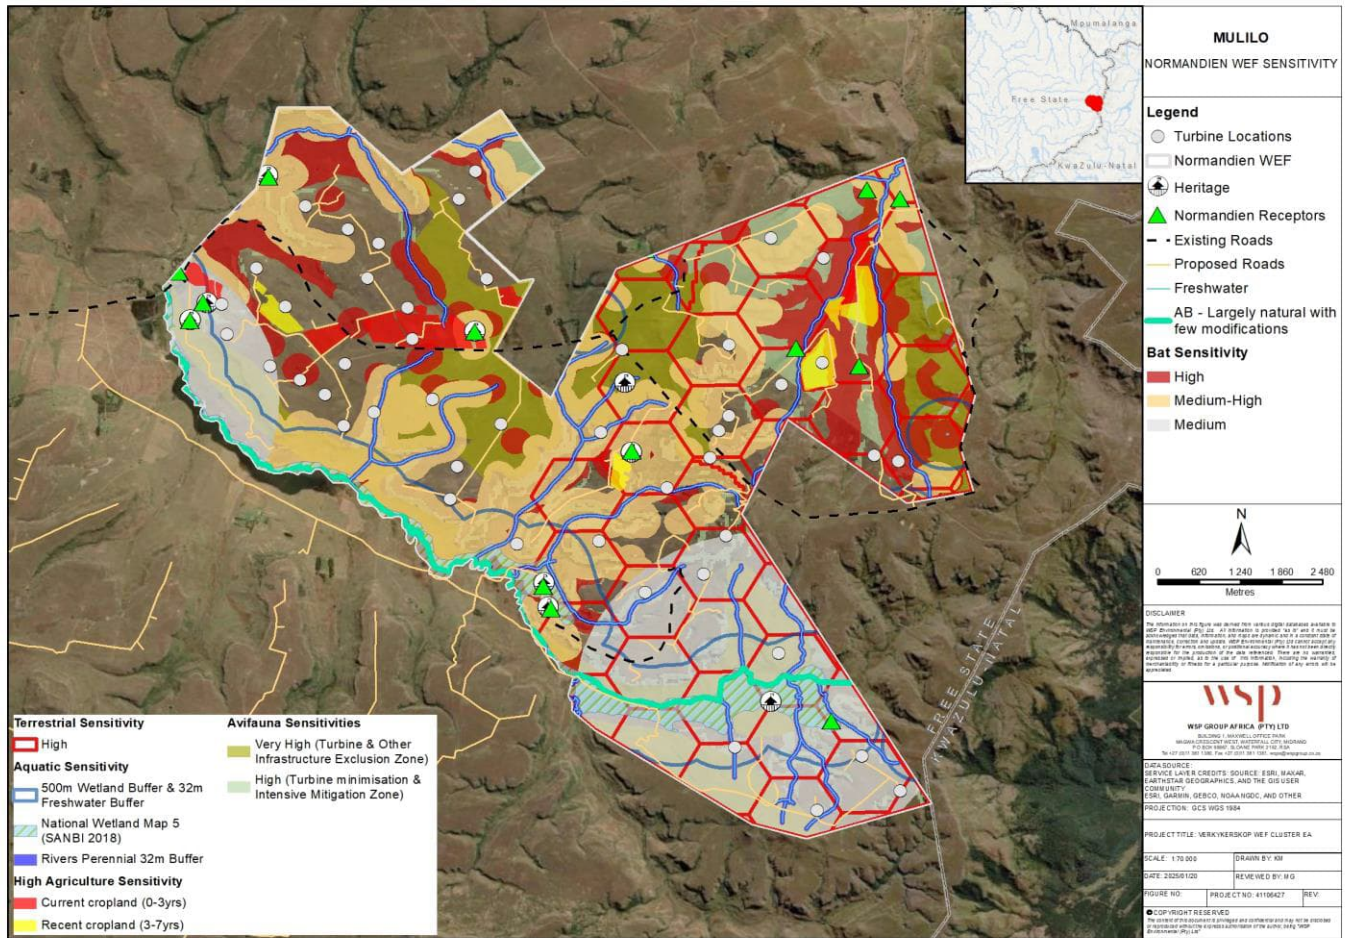 Mpumalanga
Free State
KwaZulu-Natal
FREE STATE
KWAZULU-NATAL
MULILO
NORMANDIEN WEF SENSITIVITY
Legend
Turbine Locations
Normandien WEF
Heritage
Normandien Receptors
Existing Roads
Proposed Roads
Freshwater
AB - Largely natural with
few modifications
Bat Sensitivity
High
Medium-High
Medium
N
0 620 1 240 1 860 2 480
Metres
DISCLAIMER
wsp
WSP GROUP AFRICA (PTY) LTD
DATA SOURCE:
SERVICE LAYER CREDITS: SOURCE: ESRI, MAXAR,
EARTHSTAR GEOGRAPHICS, AND THE GIS USER
COMMUNITY
ESRI, GARMIN, GEBCO, NOAA NGDC, AND OTHER
PROJECTION: GCS WGS 1984
PROJECT TITLE: VERKYKERSKOP WEF CLUSTER EA
SCALE: 1:70 000
DRAWN BY: KM
DATE: 2025/01/20
REVIEWED BY: MG
FIGURE NO:
PROJECT NO: 41106427
REV:
COPYRIGHT RESERVED
Terrestrial Sensitivity
High
Aquatic Sensitivity
500m Wetland Buffer & 32m
Freshwater Buffer
National Wetland Map 5
(SANBI 2018)
Rivers Perennial 32m Buffer
High Agriculture Sensitivity
Current cropland (0-3yrs)
Recent cropland (3-7yrs)
Avifauna Sensitivities
Very High (Turbine & Other
Infrastructure Exclusion Zone)
High (Turbine minimisation &
Intensive Mitigation Zone)